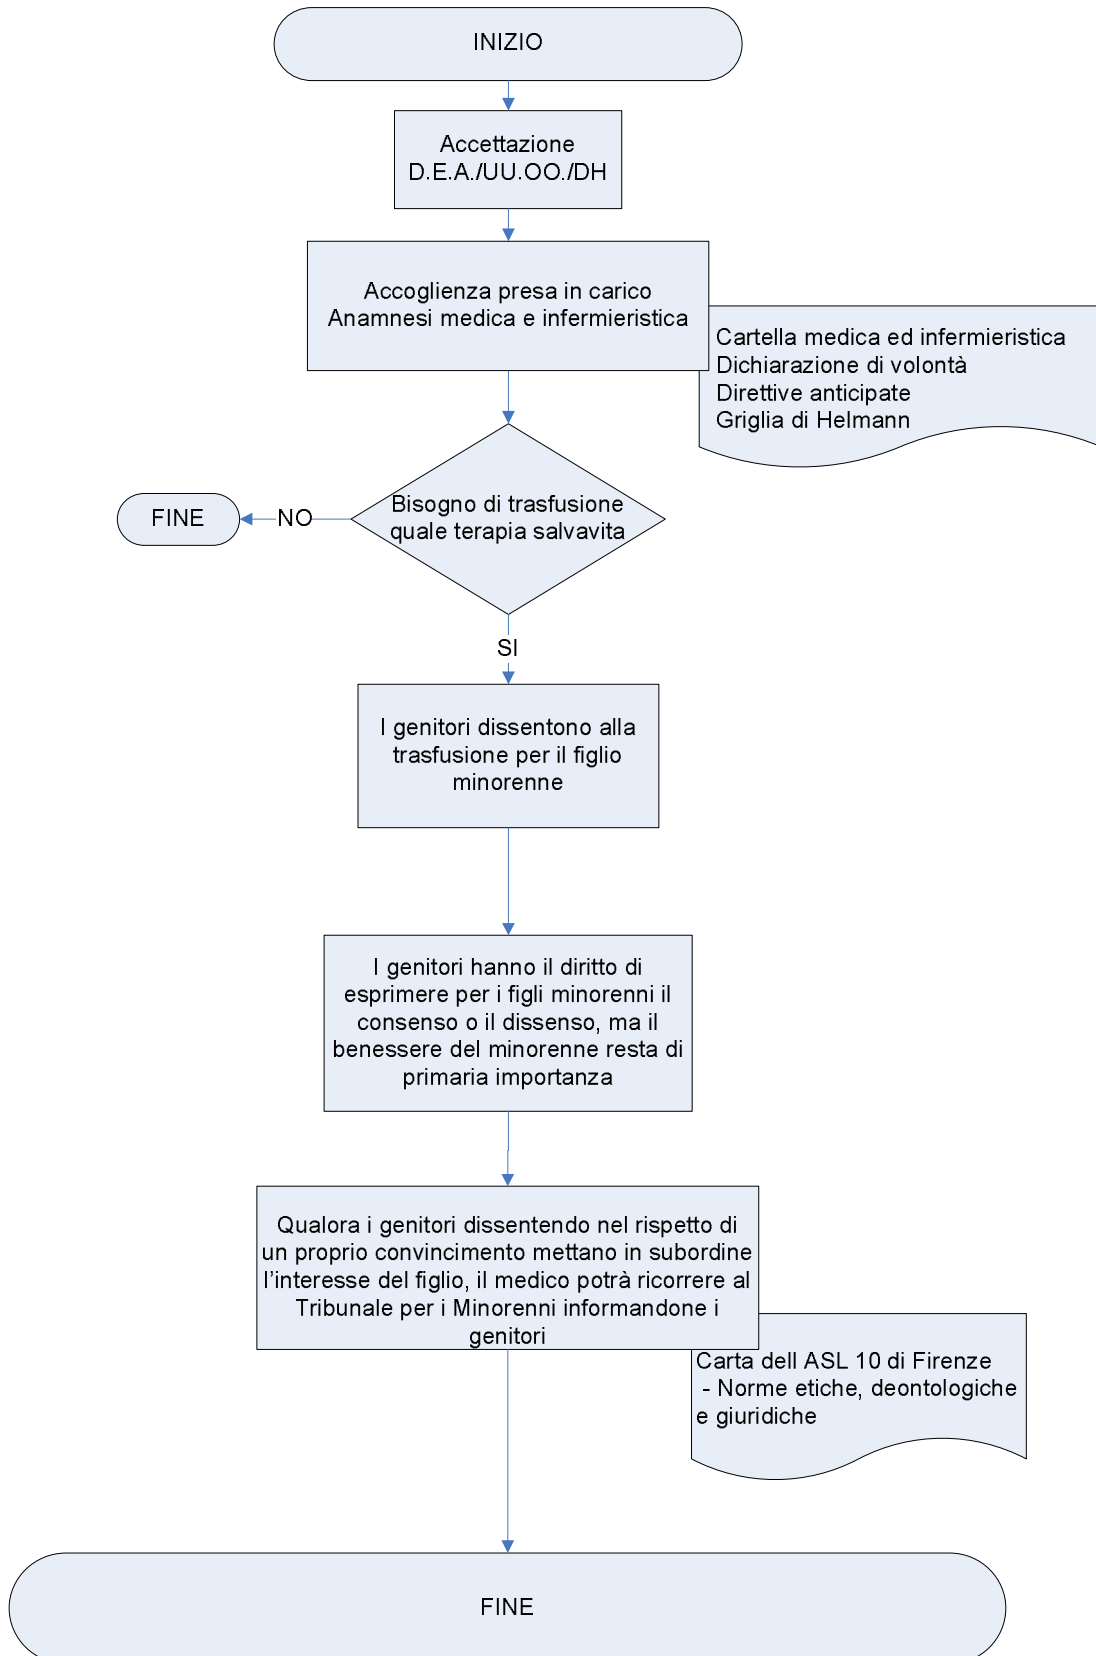 INIZIO
Accettazione
D.E.A./UU.OO./DH
Accoglienza presa in carico
Anamnesi medica e infermieristica
Cartella medica ed infermieristica
Dichiarazione di volontà
Direttive anticipate
Griglia di Helmann
Bisogno di trasfusione
quale terapia salvavita
NO
FINE
SI
I genitori dissentono alla
trasfusione per il figlio
minorenne
I genitori hanno il diritto di
esprimere per i figli minorenni il
consenso o il dissenso, ma il
benessere del minorenne resta di
primaria importanza
Qualora i genitori dissentendo nel rispetto di
un proprio convincimento mettano in subordine
l'interesse del figlio, il medico potrà ricorrere al
Tribunale per i Minorenni informandone i
genitori
Carta dell ASL 10 di Firenze
- Norme etiche, deontologiche
e giuridiche
FINE